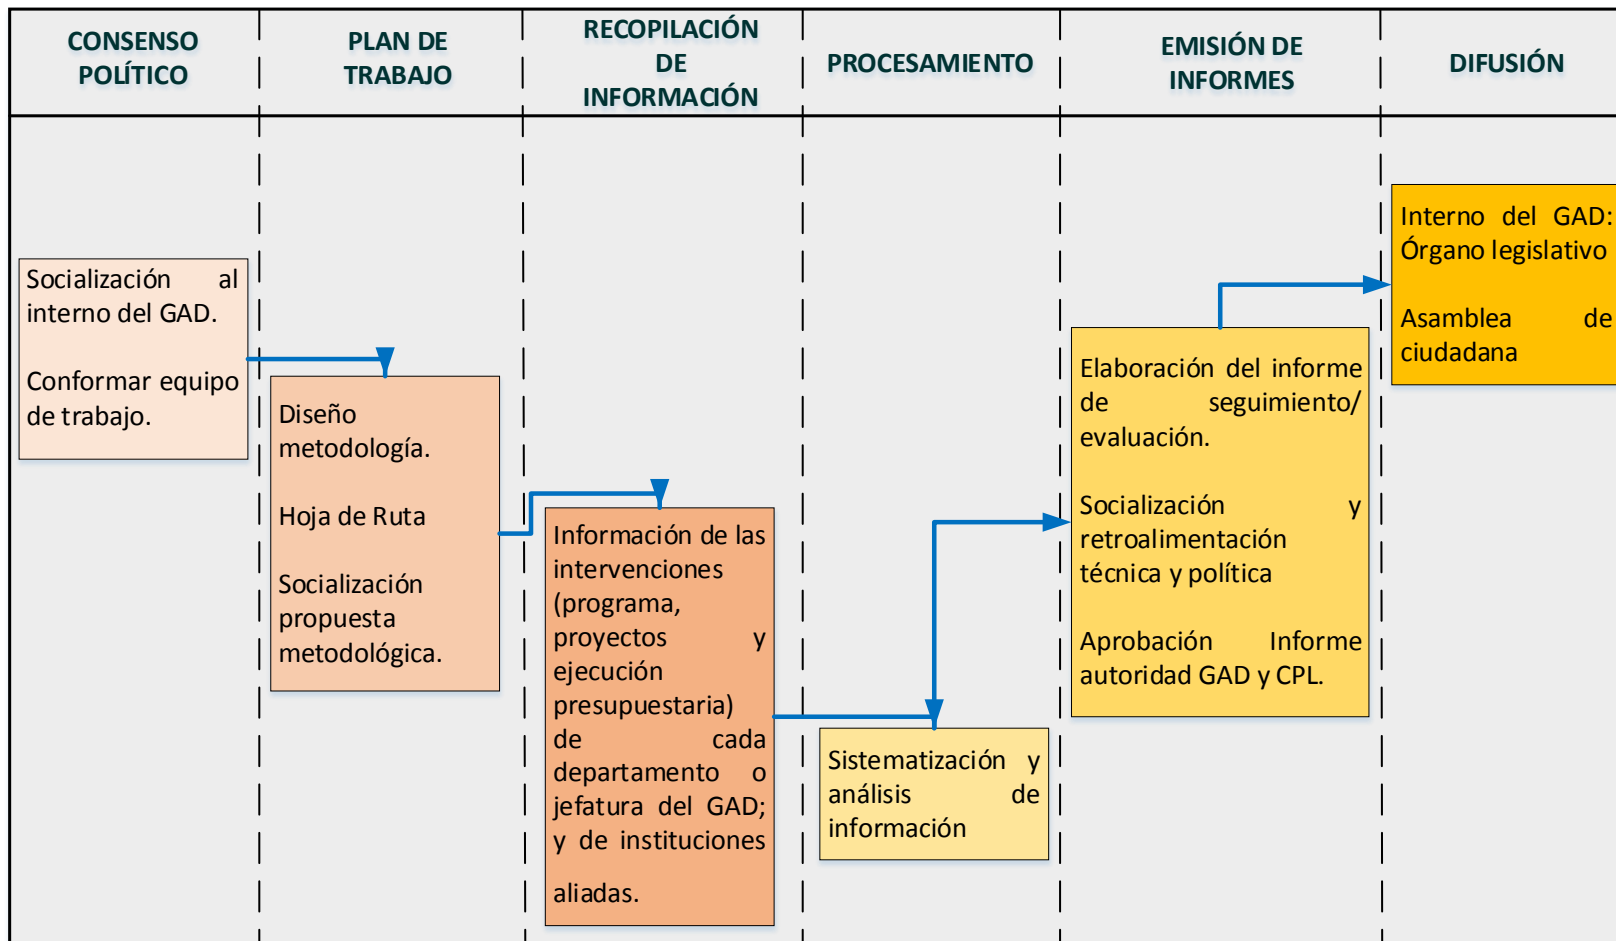 CONSENSO
POLÍTICO
PLAN DE
TRABAJO
RECOPILACIÓN
DE
INFORMACIÓN
PROCESAMIENTO
EMISIÓN DE
INFORMES
DIFUSIÓN
Socialización al
interno del GAD.
Conformar equipo
de trabajo.
Diseño
metodología.
Hoja de Ruta
Socialización
propuesta
metodológica.
Información de las
intervenciones
(programa,
proyectos y
ejecución
presupuestaria)
de cada
departamento o
jefatura del GAD;
y de instituciones
aliadas.
Sistematización y
análisis de
información
Elaboración del informe
de seguimiento/
evaluación.
Socialización y
retroalimentación
técnica y política
Aprobación Informe
autoridad GAD y CPL.
Interno del GAD:
Órgano legislativo
Asamblea de
ciudadana